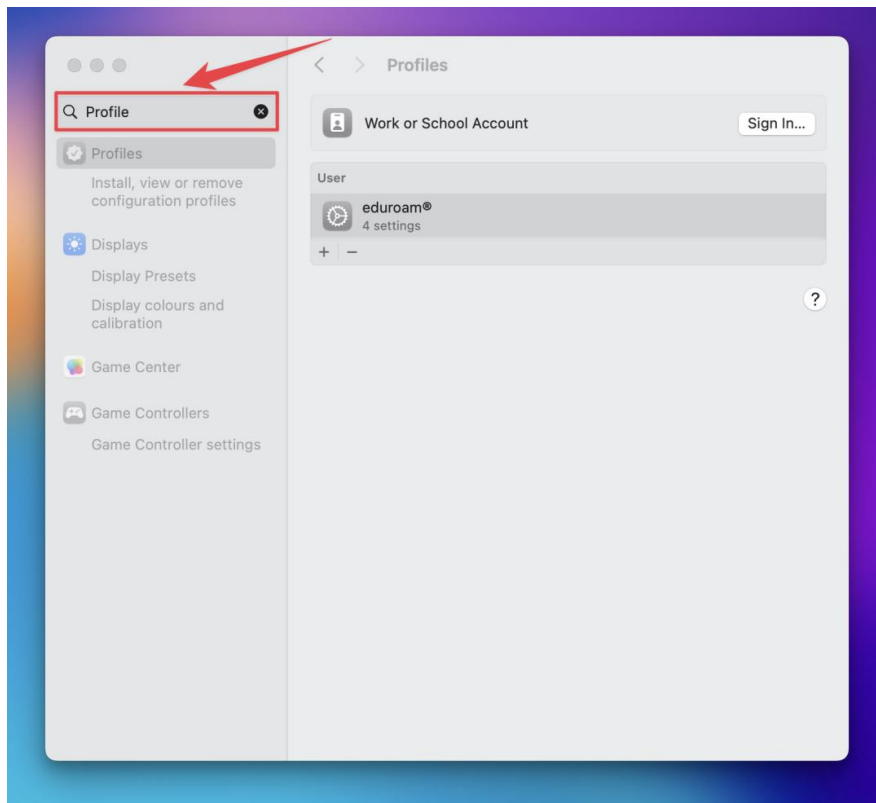 Profile
Profiles
Install, view or remove
configuration profiles
Displays
Display Presets
Display colours and
calibration
Game Center
Game Controllers
Game Controller settings
Profiles
Work or School Account
Sign In...
User
eduroam®
4 settings
+ −
?